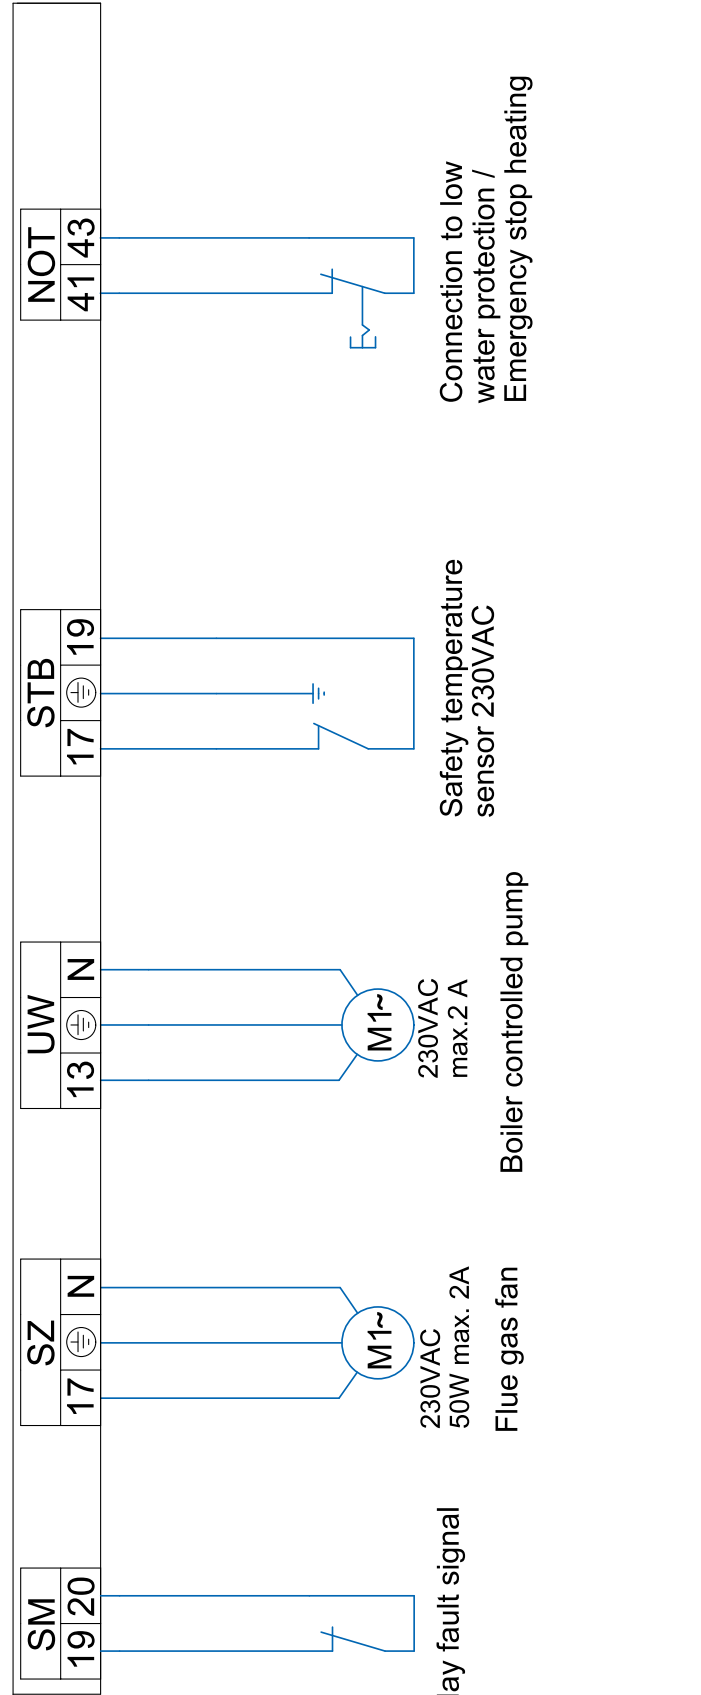 SM
19 20
lay fault signal
SZ
17 N
M1~
230VAC
50W max. 2A
Flue gas fan
UW
13 N
M1~
230VAC
max.2 A
Boiler controlled pump
STB
17 19
Safety temperature
sensor 230VAC
NOT
41 43
Connection to low
water protection /
Emergency stop heating